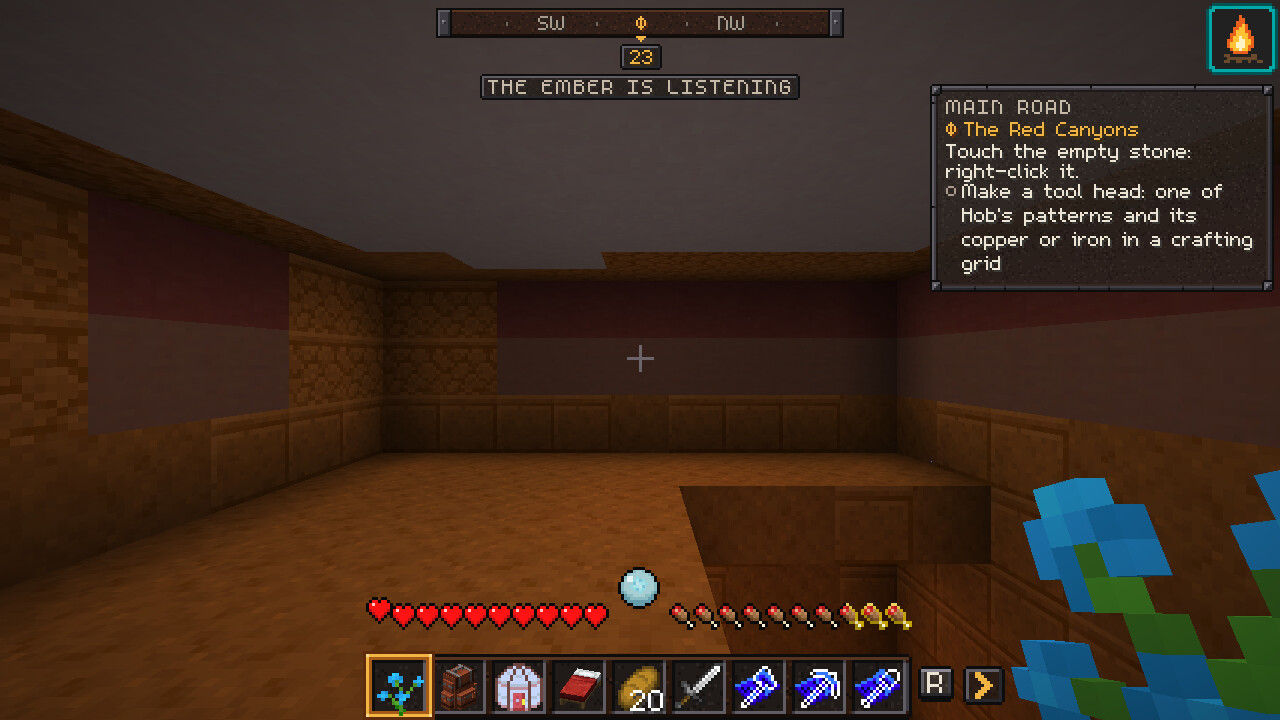 SW
NW
23
THE EMBER IS LISTENING
MAIN ROAD
The Red Canyons
Touch the empty stone:
right-click it.
Make a tool head: one of
Hob's patterns and its
copper or iron in a crafting
grid
20
R